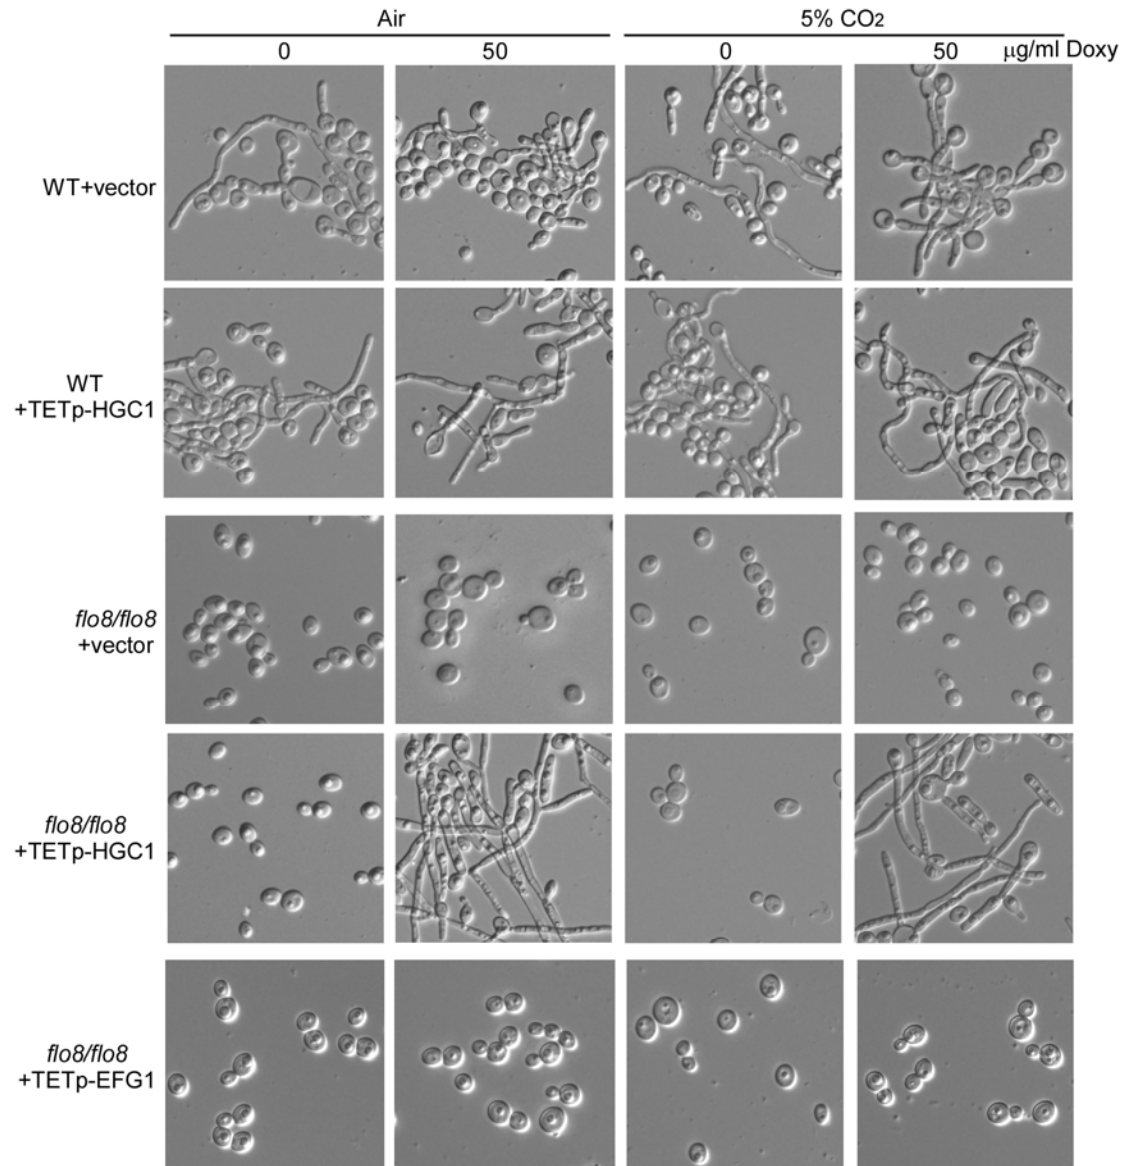 Air
5% CO2
0
50
0
50
μg/ml Doxy
WT+vector
WT
+TETp-HGC1
flo8/flo8
+vector
flo8/flo8
+TETp-HGC1
flo8/flo8
+TETp-EFG1